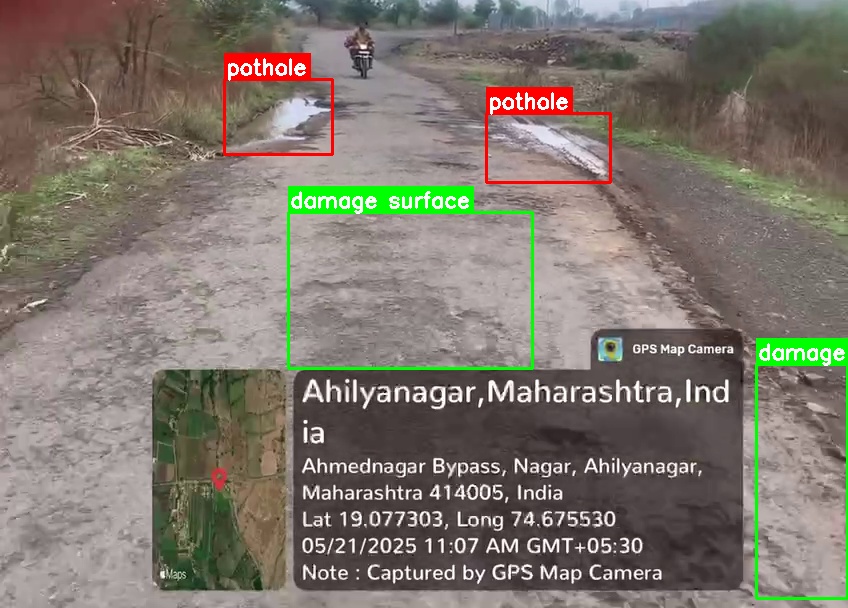 pothole
pothole
damage surface
GPS Map Camera
damage
Ahilyanagar,Maharashtra,Ind
ia
Ahmednagar Bypass, Nagar, Ahilyanagar,
Maharashtra 414005, India
Lat 19.077303, Long 74.675530
05/21/2025 11:07 AM GMT+05:30
Note : Captured by GPS Map Camera
Maps